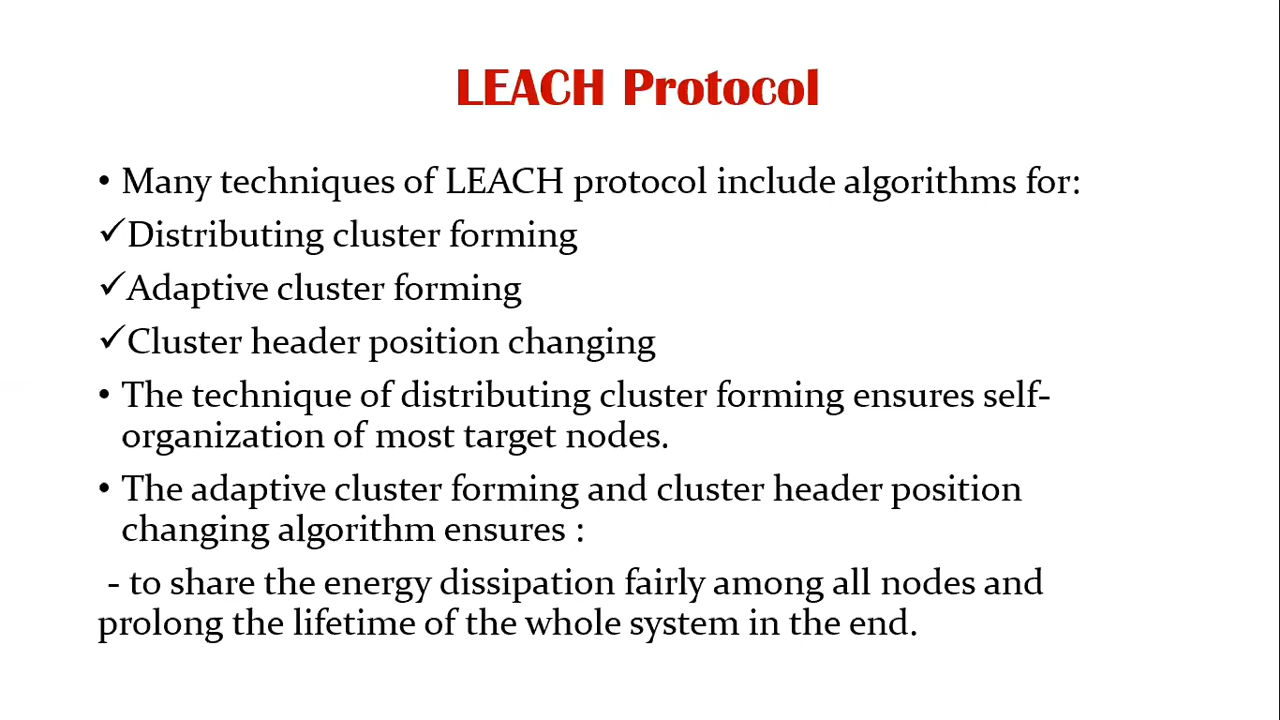 LEACH Protocol
• Many techniques of LEACH protocol include algorithms for:
✓Distributing cluster forming
✓Adaptive cluster forming
✓Cluster header position changing
• The technique of distributing cluster forming ensures self-
organization of most target nodes.
• The adaptive cluster forming and cluster header position
changing algorithm ensures :
- to share the energy dissipation fairly among all nodes and
prolong the lifetime of the whole system in the end.